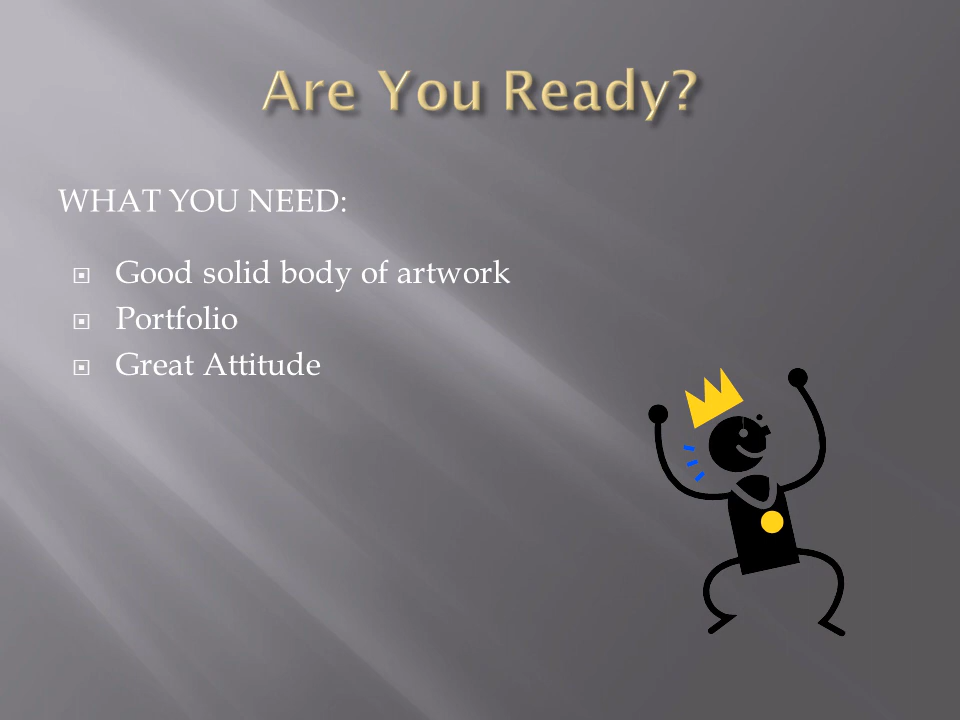 Are You Ready?
WHAT YOU NEED:
Good solid body of artwork
Portfolio
Great Attitude